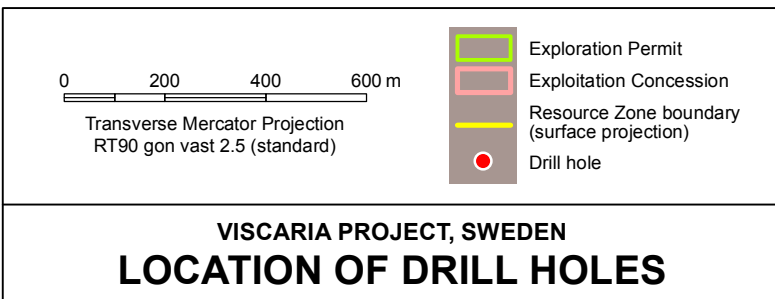 0 200 400 600 m
Transverse Mercator Projection
RT90 gon vast 2.5 (standard)
Exploration Permit
Exploitation Concession
Resource Zone boundary
(surface projection)
Drill hole
VISCARIA PROJECT, SWEDEN
LOCATION OF DRILL HOLES